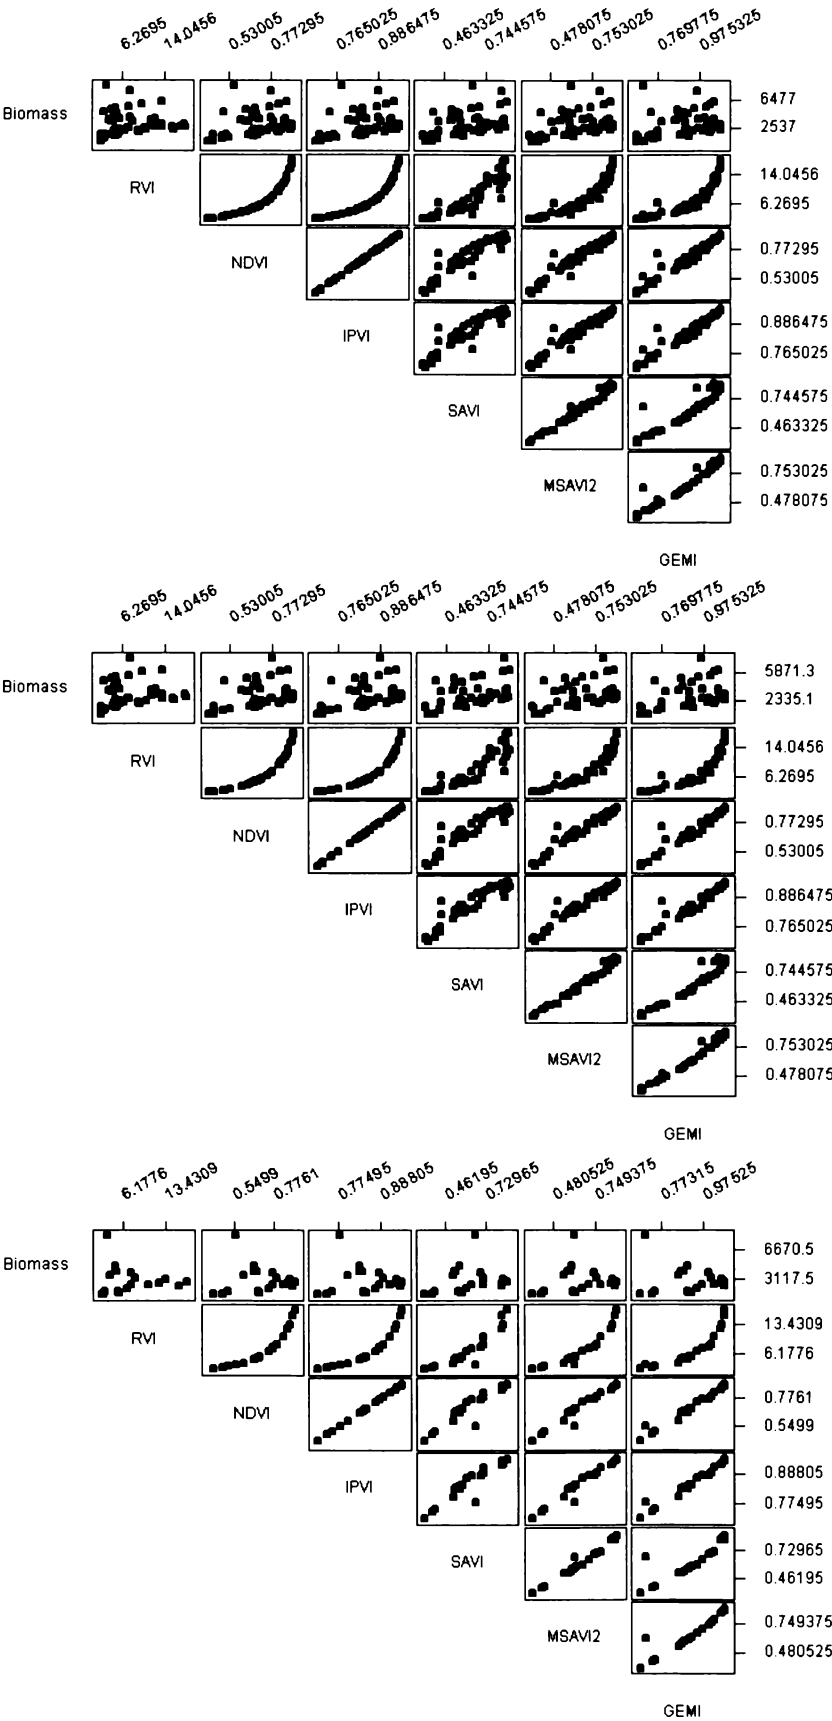 6.2695 14.0456 0.53005 0.77295 0.765025 0.886475 0.463325 0.744575 0.478075 0.753025 0.769775 0.975325
Biomass
6477
2537
RVI
14.0456
6.2695
NDVI
0.77295
0.53005
IPVI
0.886475
0.765025
SAVI
0.744575
0.463325
MSAVI2
0.753025
0.478075
GEMI
6.2695 14.0456 0.53005 0.77295 0.765025 0.886475 0.463325 0.744575 0.478075 0.753025 0.769775 0.975325
Biomass
5871.3
2335.1
RVI
14.0456
6.2695
NDVI
0.77295
0.53005
IPVI
0.886475
0.765025
SAVI
0.744575
0.463325
MSAVI2
0.753025
0.478075
GEMI
6.1776 13.4309 0.5499 0.7761 0.77495 0.88805 0.46195 0.72965 0.480525 0.749375 0.77315 0.97525
Biomass
6670.5
3117.5
RVI
13.4309
6.1776
NDVI
0.7761
0.5499
IPVI
0.88805
0.77495
SAVI
0.72965
0.46195
MSAVI2
0.749375
0.480525
GEMI